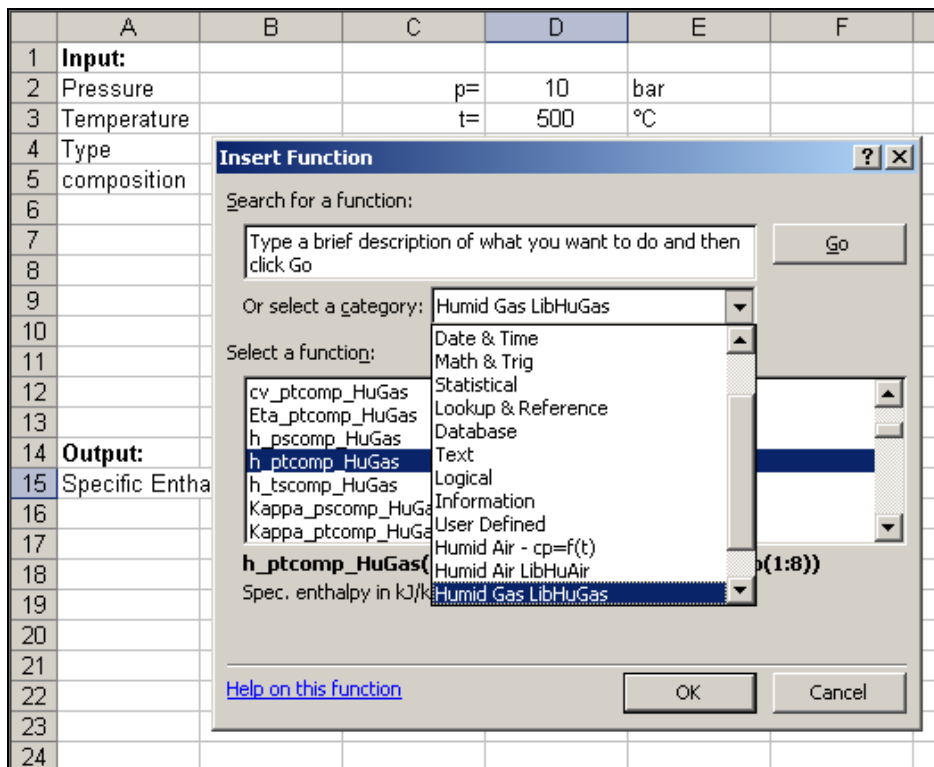 A B C D E F
1 Input:
2 Pressure p= 10 bar
3 Temperature t= 500 °C
4 Type
5 composition
6
7
8
9
10
11
12
13
14 Output:
15 Specific Entha
16
17
18
19
20
21
22
23
24
Insert Function
Search for a function:
Type a brief description of what you want to do and then
click Go
Go
Or select a category: Humid Gas LibHuGas
Date & Time
Math & Trig
Statistical
Lookup & Reference
Database
Text
Logical
Information
User Defined
Humid Air - cp=f(t)
Humid Air LibHuAir
Humid Gas LibHuGas
Select a function:
cv_ptcomp_HuGas
Eta_ptcomp_HuGas
h_pscomp_HuGas
h_ptcomp_HuGas
h_tscomp_HuGas
Kappa_pscomp_HuGa
Kappa_ptcomp_HuGa
h_ptcomp_HuGas( p(1:8))
Spec. enthalpy in kJ/k
Help on this function
OK Cancel